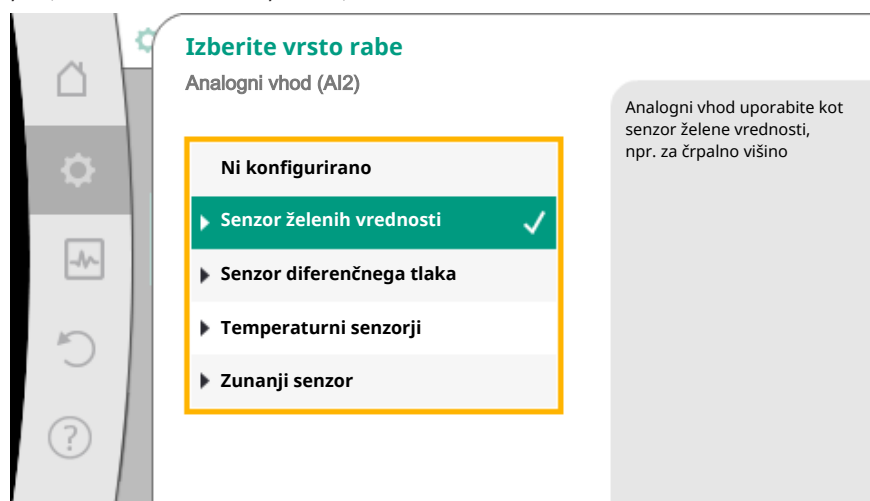 Izberite vrsto rabe
Analogni vhod (AI2)
Ni konfigurirano
Senzor želenih vrednosti
Senzor diferenčnega tlaka
Temperaturni senzorji
Zunanji senzor
Analogni vhod uporabite kot
senzor želene vrednosti,
npr. za črpalno višino
?